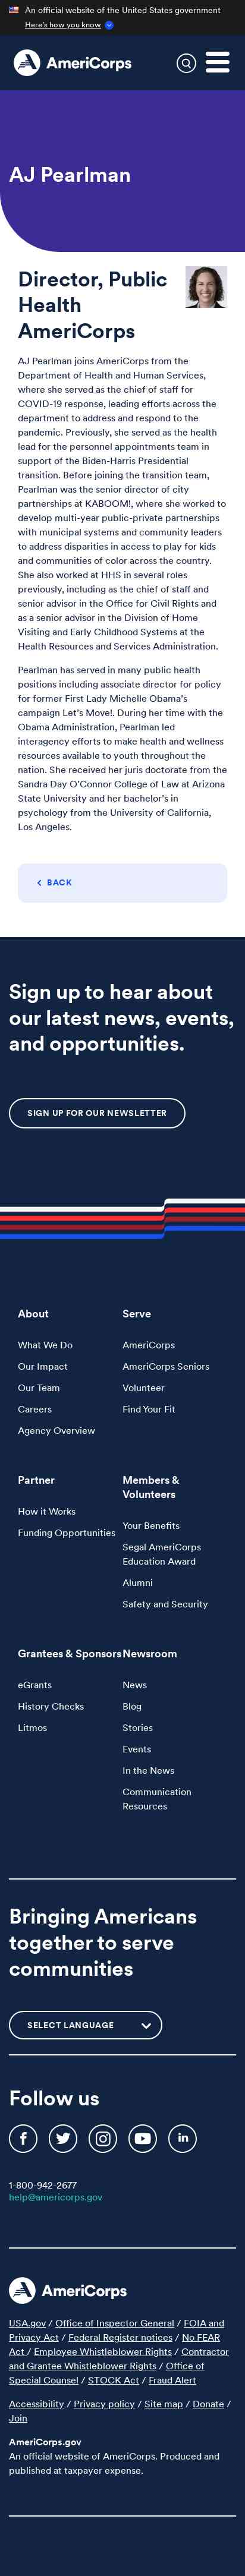 An official website of the United States government
Here's how you know
AmeriCorps
AJ Pearlman
Director, Public
Health
AmeriCorps
AJ Pearlman joins AmeriCorps from the
Department of Health and Human Services,
where she served as the chief of staff for
COVID-19 response, leading efforts across the
department to address and respond to the
pandemic. Previously, she served as the health
lead for the personnel appointments team in
support of the Biden-Harris Presidential
transition. Before joining the transition team,
Pearlman was the senior director of city
partnerships at KABOOM!, where she worked to
develop multi-year public-private partnerships
with municipal systems and community leaders
to address disparities in access to play for kids
and communities of color across the country.
She also worked at HHS in several roles
previously, including as the chief of staff and
senior advisor in the Office for Civil Rights and
as a senior advisor in the Division of Home
Visiting and Early Childhood Systems at the
Health Resources and Services Administration.
Pearlman has served in many public health
positions including associate director for policy
for former First Lady Michelle Obama's
campaign Let's Move!. During her time with the
Obama Administration, Pearlman led
interagency efforts to make health and wellness
resources available to youth throughout the
nation. She received her juris doctorate from the
Sandra Day O'Connor College of Law at Arizona
State University and her bachelor's in
psychology from the University of California,
Los Angeles.
BACK
Sign up to hear about
our latest news, events,
and opportunities.
SIGN UP FOR OUR NEWSLETTER
About
What We Do
Our Impact
Our Team
Careers
Agency Overview
Serve
AmeriCorps
AmeriCorps Seniors
Volunteer
Find Your Fit
Partner
How it Works
Funding Opportunities
Members &
Volunteers
Your Benefits
Segal AmeriCorps
Education Award
Alumni
Safety and Security
Grantees & Sponsors
eGrants
History Checks
Litmos
Newsroom
News
Blog
Stories
Events
In the News
Communication
Resources
Bringing Americans
together to serve
communities
SELECT LANGUAGE
Follow us
1-800-942-2677
help@americorps.gov
AmeriCorps
USA.gov / Office of Inspector General / FOIA and
Privacy Act / Federal Register notices / No FEAR
Act / Employee Whistleblower Rights / Contractor
and Grantee Whistleblower Rights / Office of
Special Counsel / STOCK Act / Fraud Alert
Accessibility / Privacy policy / Site map / Donate /
Join
AmeriCorps.gov
An official website of AmeriCorps. Produced and
published at taxpayer expense.